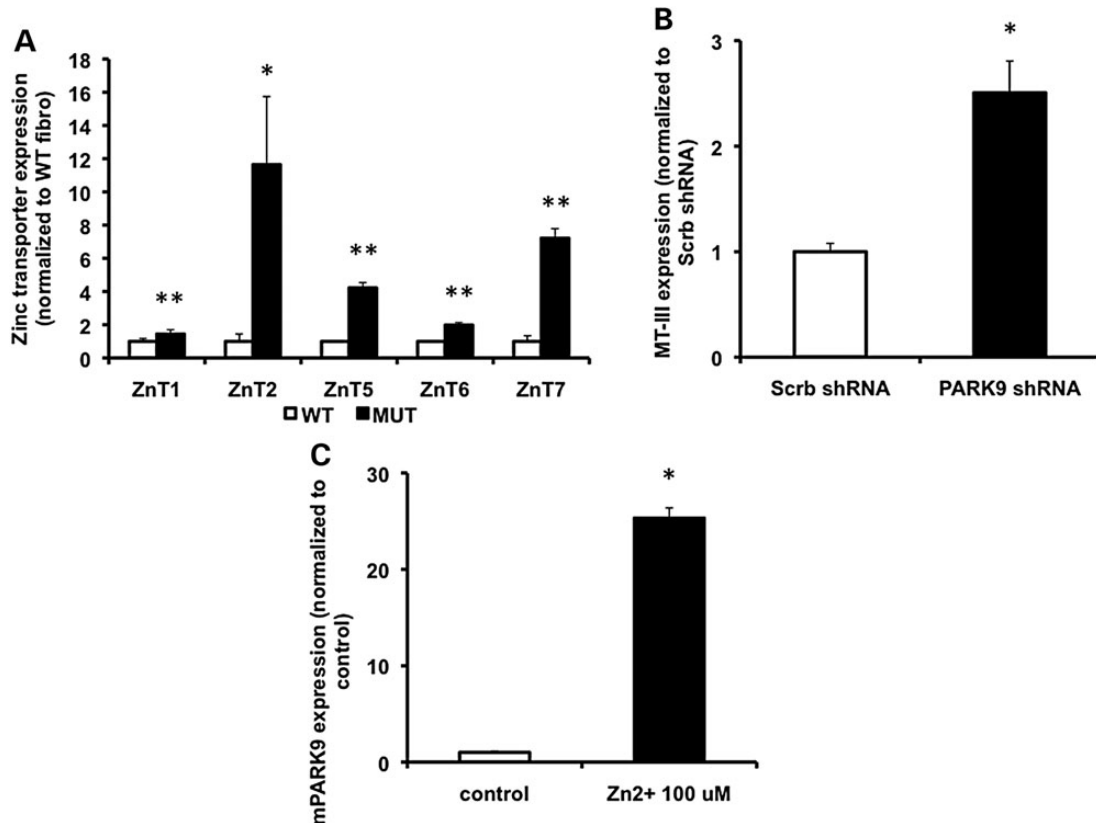 A
Zinc transporter expression
(normalized to WT fibro)
18
16
14
12
10
8
6
4
2
0
*
**
**
**
**
ZnT1
ZnT2
ZnT5
ZnT6
ZnT7
WT
MUT
B
MT-III expression (normalized to
Scrb shRNA)
3
2
1
0
*
Scrb shRNA
PARK9 shRNA
C
mPARK9 expression (normalized to
control)
30
20
10
0
*
control
Zn2+ 100 uM